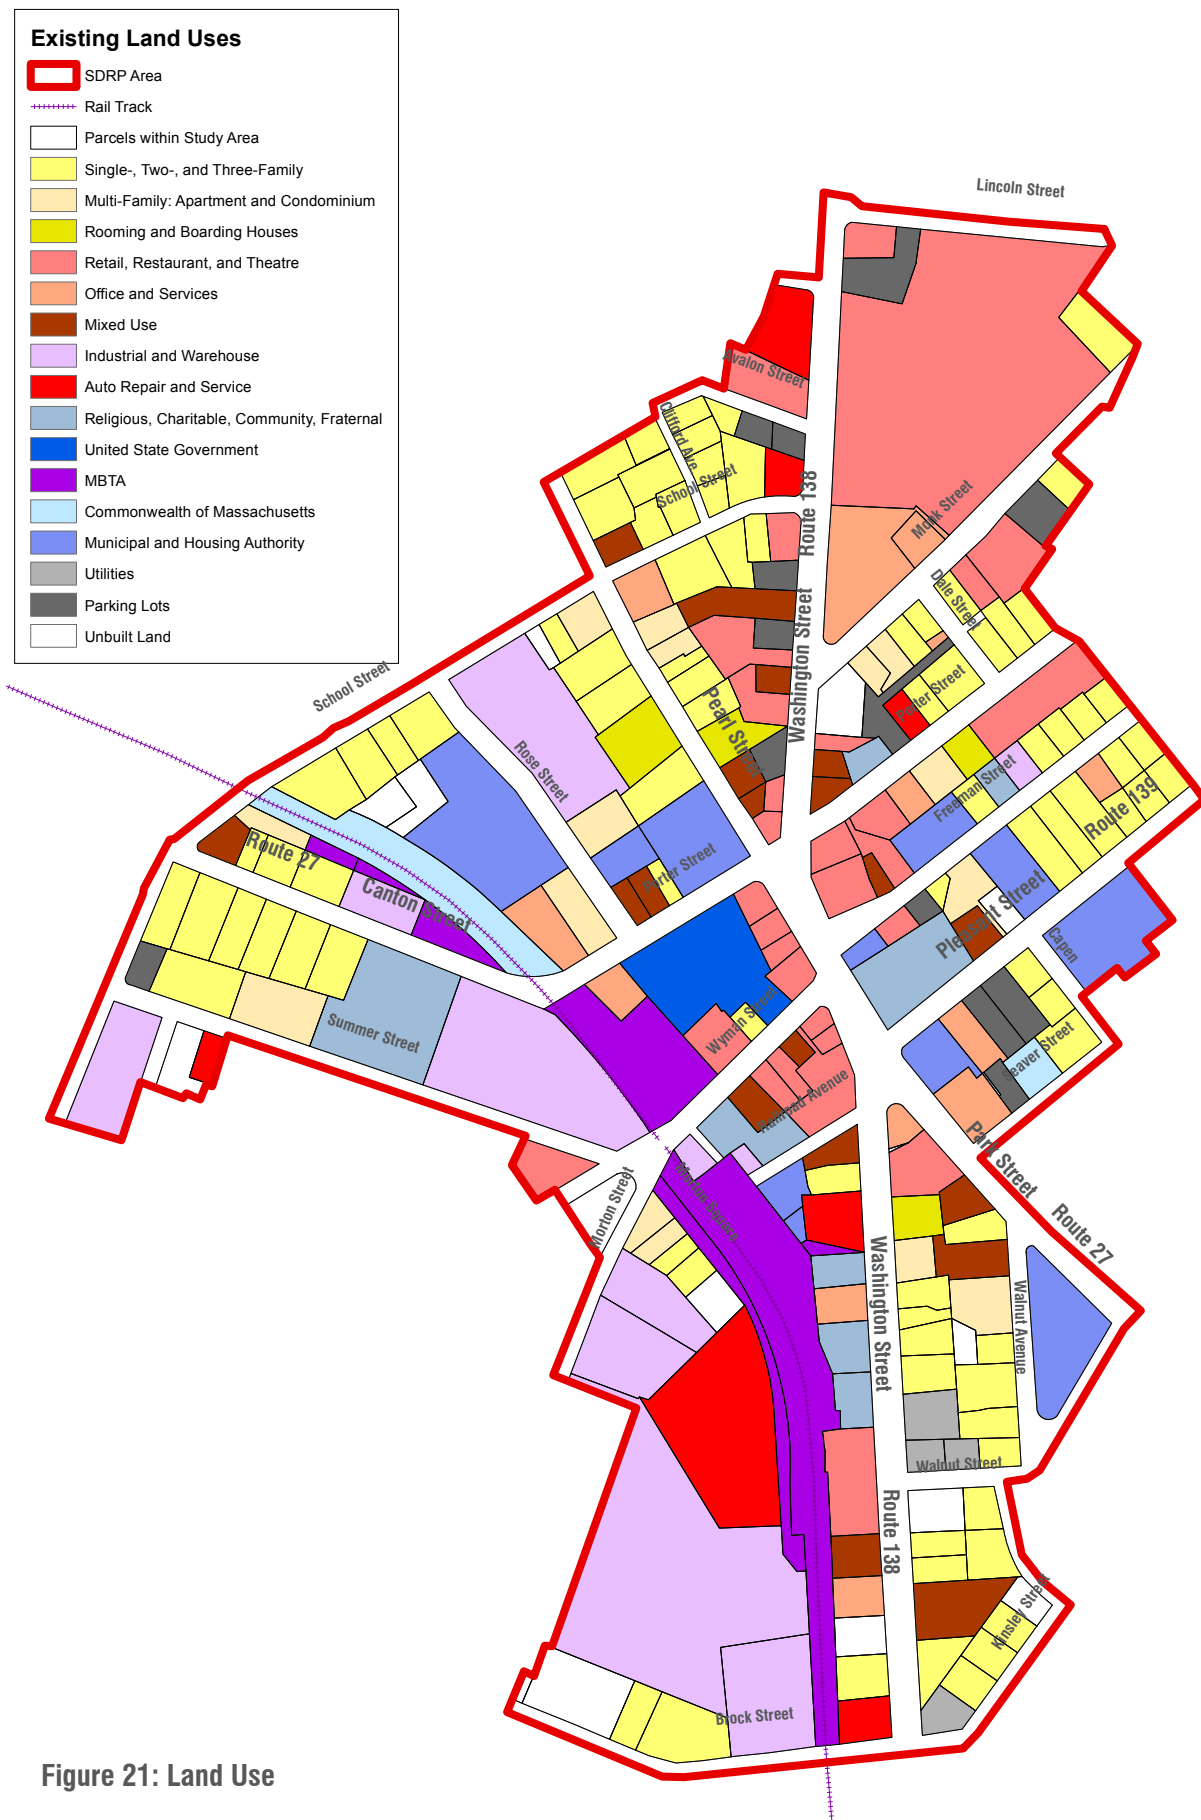 Existing Land Uses
SDRP Area
Rail Track
Parcels within Study Area
Single-, Two-, and Three-Family
Multi-Family: Apartment and Condominium
Rooming and Boarding Houses
Retail, Restaurant, and Theatre
Office and Services
Mixed Use
Industrial and Warehouse
Auto Repair and Service
Religious, Charitable, Community, Fraternal
United State Government
MBTA
Commonwealth of Massachusetts
Municipal and Housing Authority
Utilities
Parking Lots
Unbuilt Land
Lincoln Street
Avalon Street
Clifford Ave
School Street
Route 138
Monk Street
Dale Street
Washington Street
Porter Street
School Street
Pearl Street
Rose Street
Freeman Street
Route 139
Route 27
Canton Street
Porter Street
Pleasant Street
Capen
Summer Street
Wyman Street
Seaver Street
Railroad Avenue
Park Street
Morton Street
Morton Square
Route 27
Washington Street
Walnut Avenue
Walnut Street
Route 138
Kinsley Street
Brock Street
Figure 21: Land Use